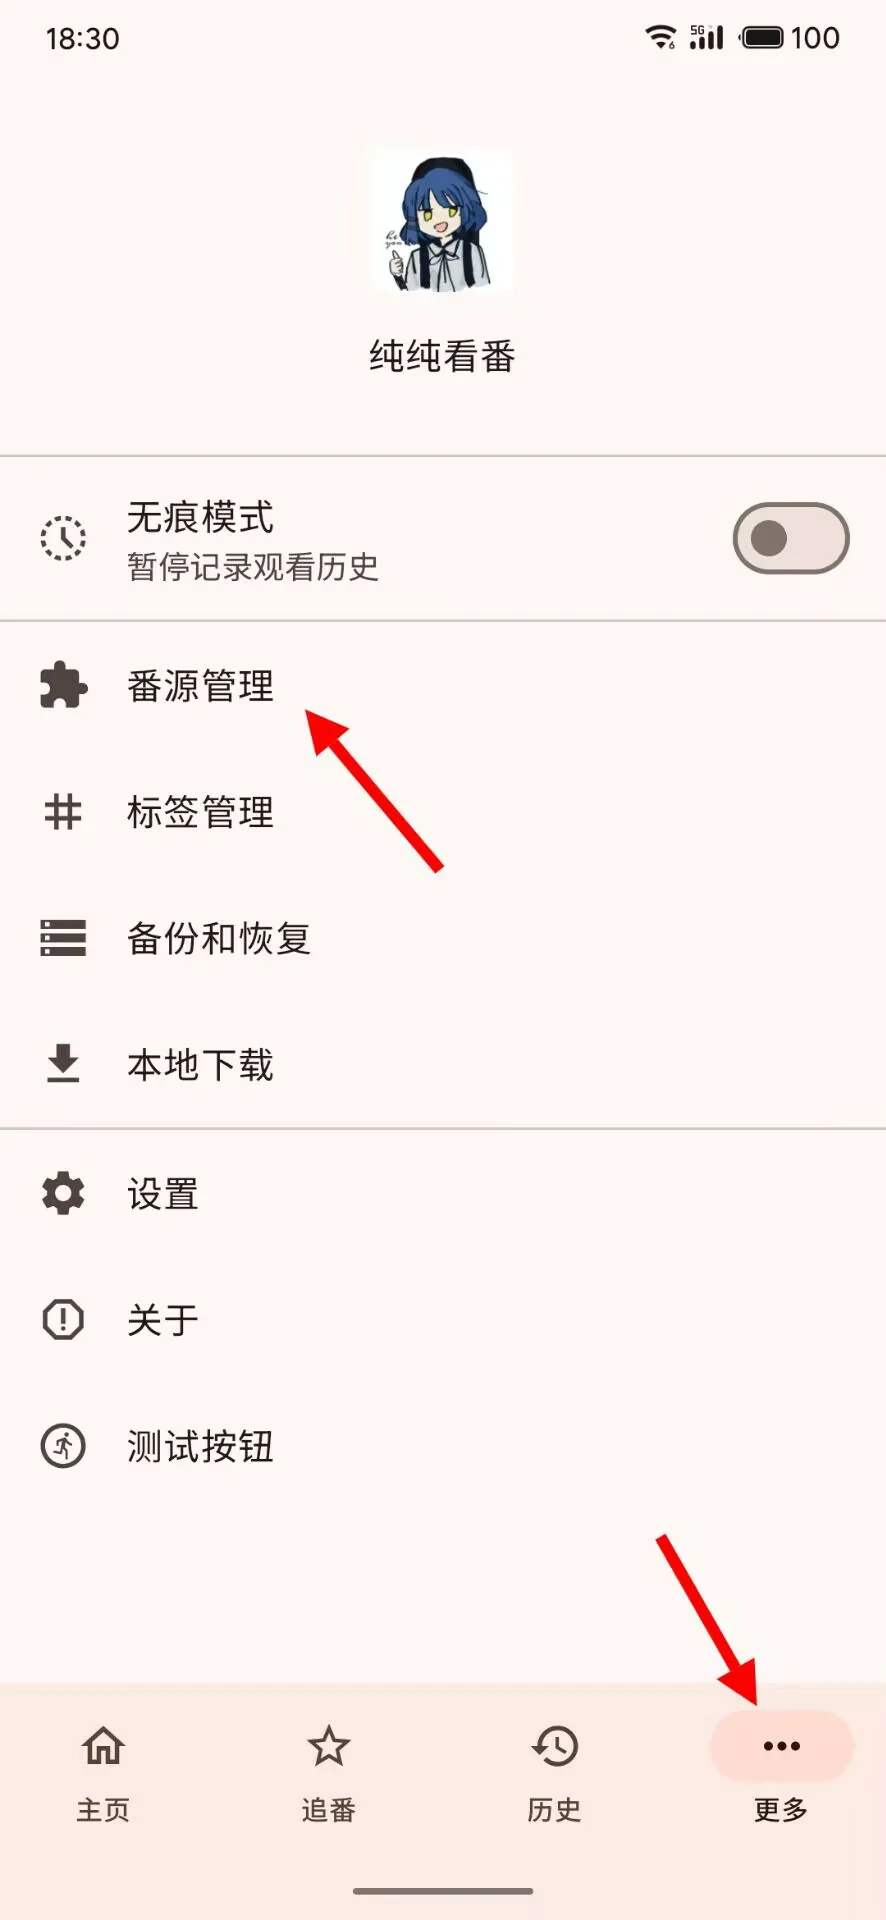 18:30
5G 100
he
you
纯纯看番
无痕模式
暂停记录观看历史
番源管理
标签管理
备份和恢复
本地下载
设置
关于
测试按钮
主页 追番 历史 更多